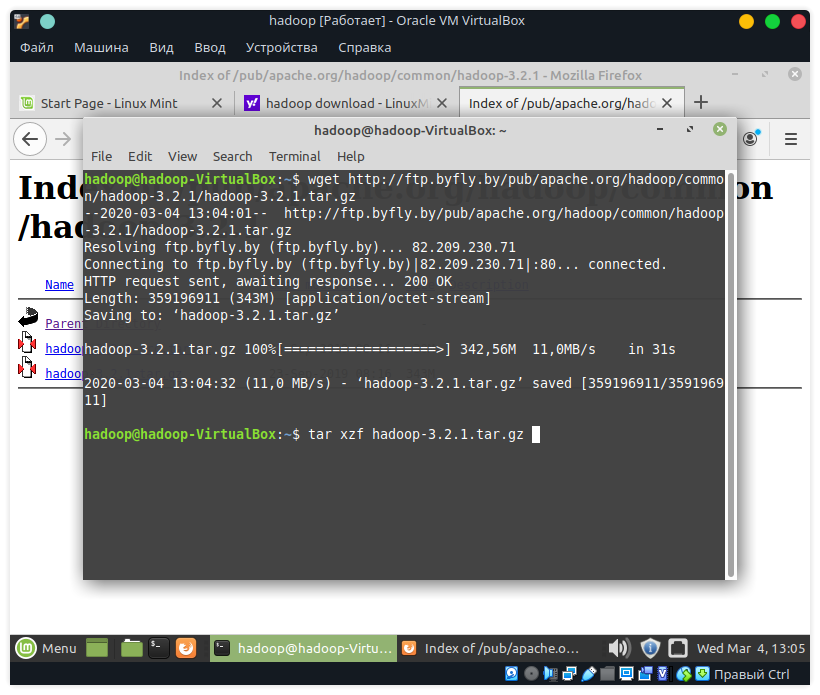 hadoop [Работает] - Oracle VM VirtualBox
Файл Машина Вид Ввод Устройства Справка
Index of /pub/apache.org/hadoop/common/hadoop-3.2.1 - Mozilla Firefox
Start Page - Linux Mint
hadoop download - LinuxM
Index of /pub/apache.org/hado
hadoop@hadoop-VirtualBox: ~
File Edit View Search Terminal Help
hadoop@hadoop-VirtualBox:~$ wget http://ftp.byfly.by/pub/apache.org/hadoop/commo
n/hadoop-3.2.1/hadoop-3.2.1.tar.gz
--2020-03-04 13:04:01--  http://ftp.byfly.by/pub/apache.org/hadoop/common/hadoop
-3.2.1/hadoop-3.2.1.tar.gz
Resolving ftp.byfly.by (ftp.byfly.by)... 82.209.230.71
Connecting to ftp.byfly.by (ftp.byfly.by)|82.209.230.71|:80... connected.
HTTP request sent, awaiting response... 200 OK
Length: 359196911 (343M) [application/octet-stream]
Saving to: ‘hadoop-3.2.1.tar.gz’
hadoop-3.2.1.tar.gz 100%[===================>] 342,56M  11,0MB/s    in 31s
2020-03-04 13:04:32 (11,0 MB/s) - ‘hadoop-3.2.1.tar.gz’ saved [359196911/3591969
11]
hadoop@hadoop-VirtualBox:~$ tar xzf hadoop-3.2.1.tar.gz
Name
Menu
hadoop@hadoop-Virtu...
Index of /pub/apache.o...
Wed Mar 4, 13:05
Правый Ctrl